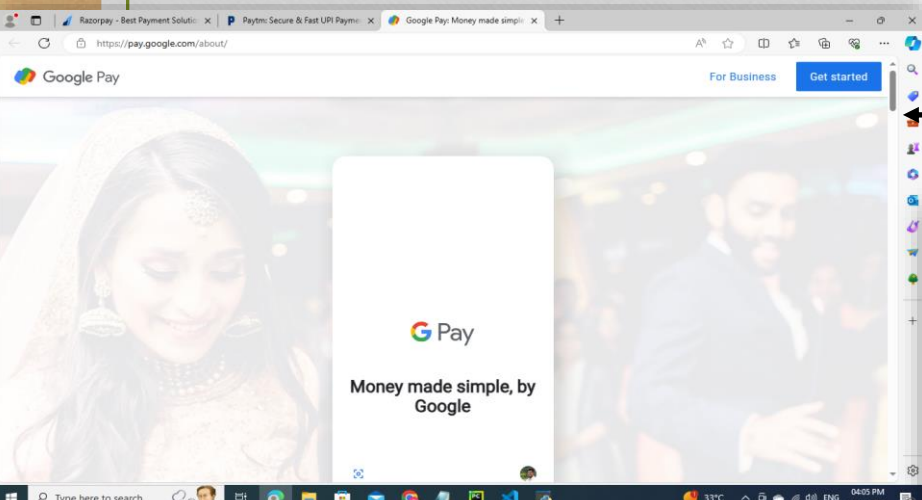 Razorpay - Best Payment Solutio
Paytm: Secure & Fast UPI Payme
Google Pay: Money made simple
https://pay.google.com/about/
Google Pay
For Business
Get started
G Pay
Money made simple, by
Google
Type here to search
33°C
ENG
04:05 PM